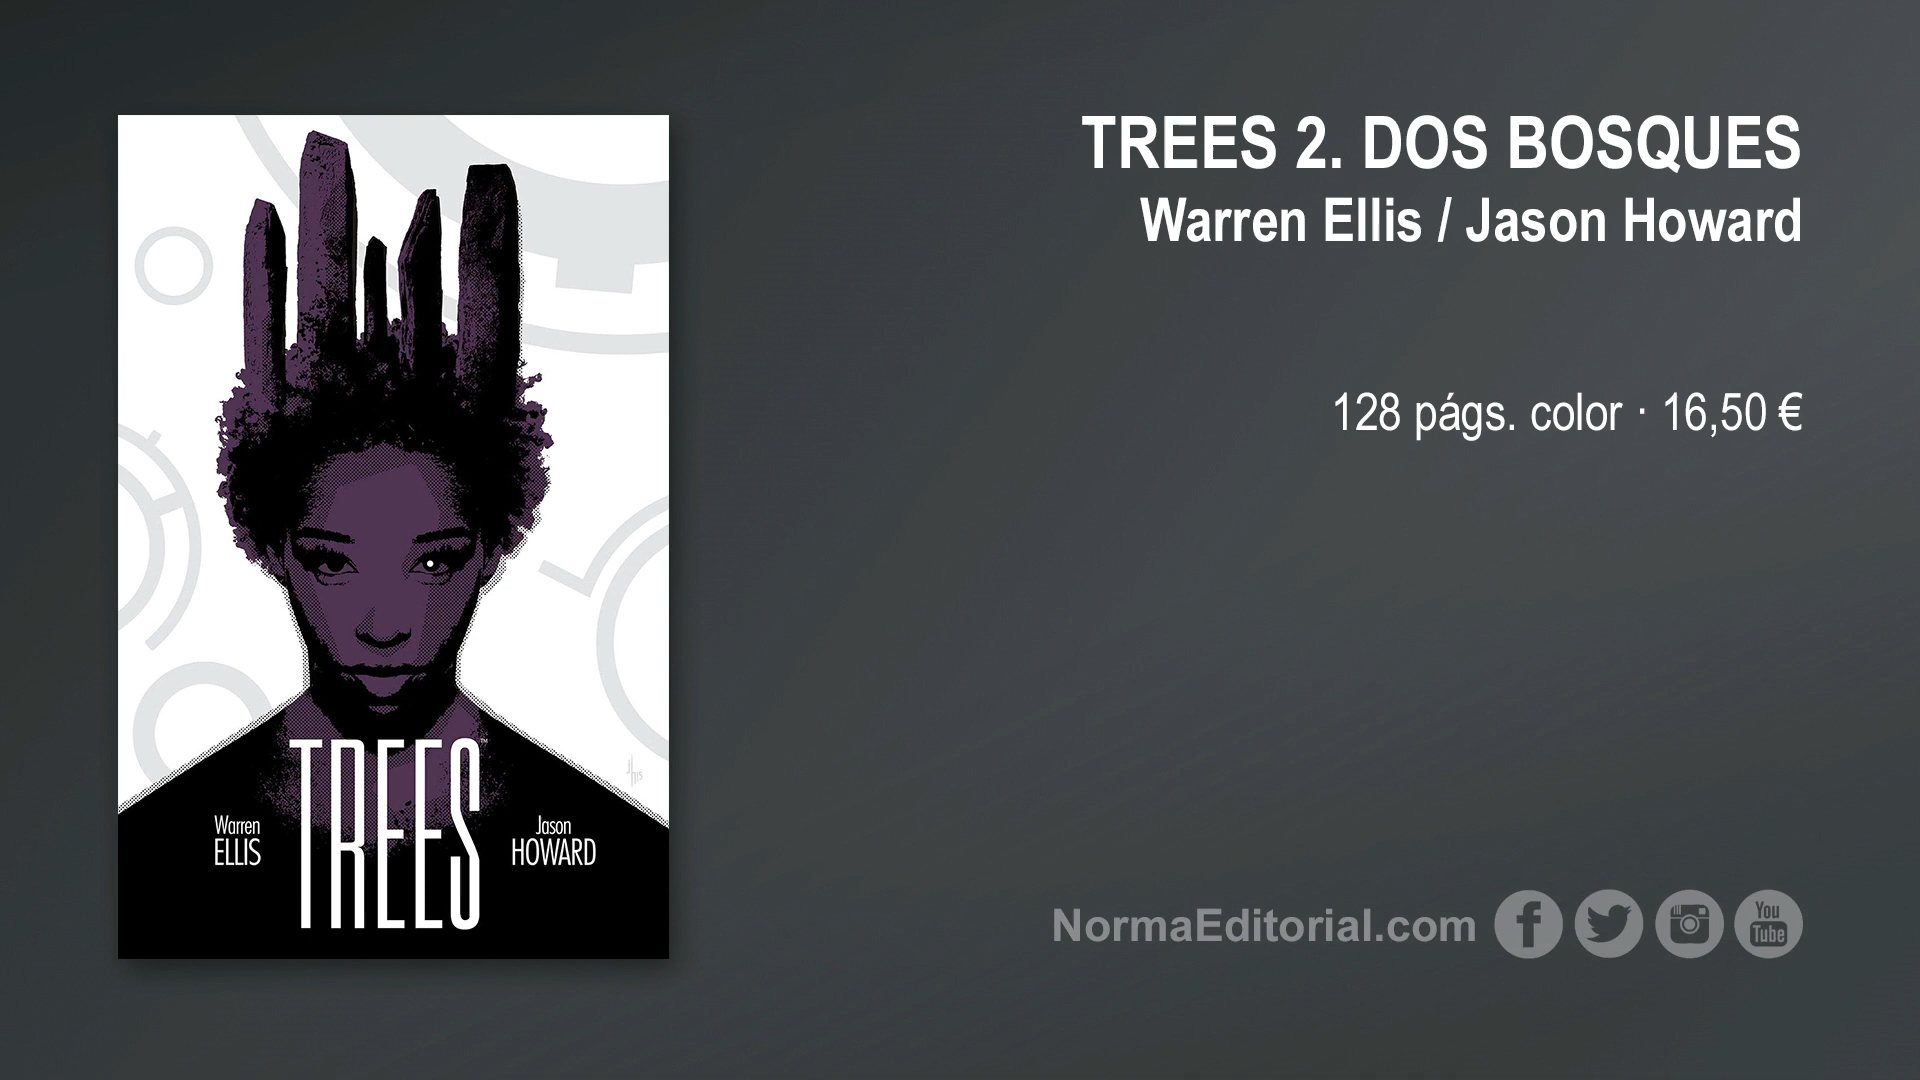 TREES 2. DOS BOSQUES
Warren Ellis / Jason Howard
128 págs. color · 16,50 €
TREES™
Warren
ELLIS
Jason
HOWARD
NormaEditorial.com
You
Tube